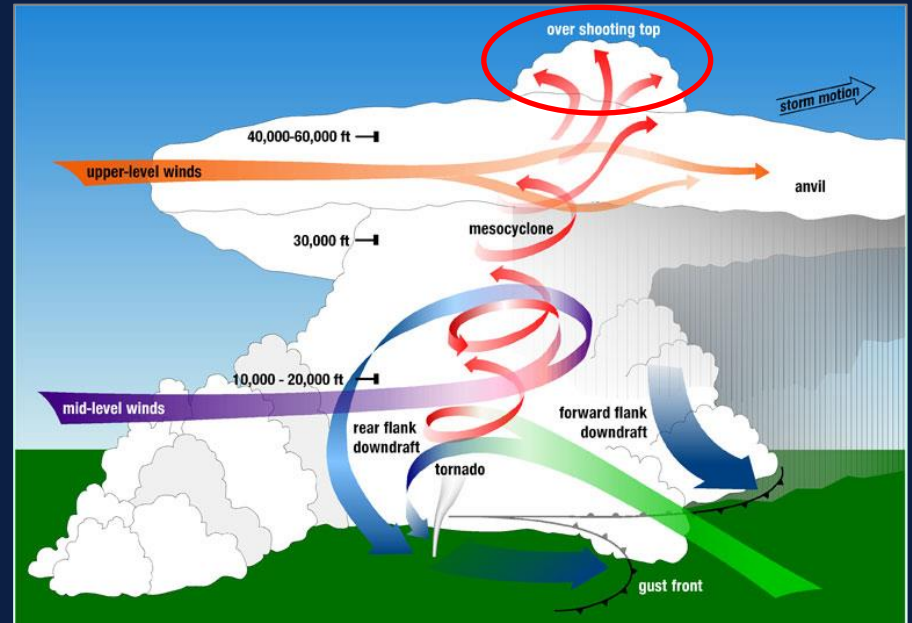 over shooting top
storm motion
40,000-60,000 ft
upper-level winds
anvil
mesocyclone
30,000 ft
10,000 - 20,000 ft
mid-level winds
rear flank
downdraft
forward flank
downdraft
tornado
gust front